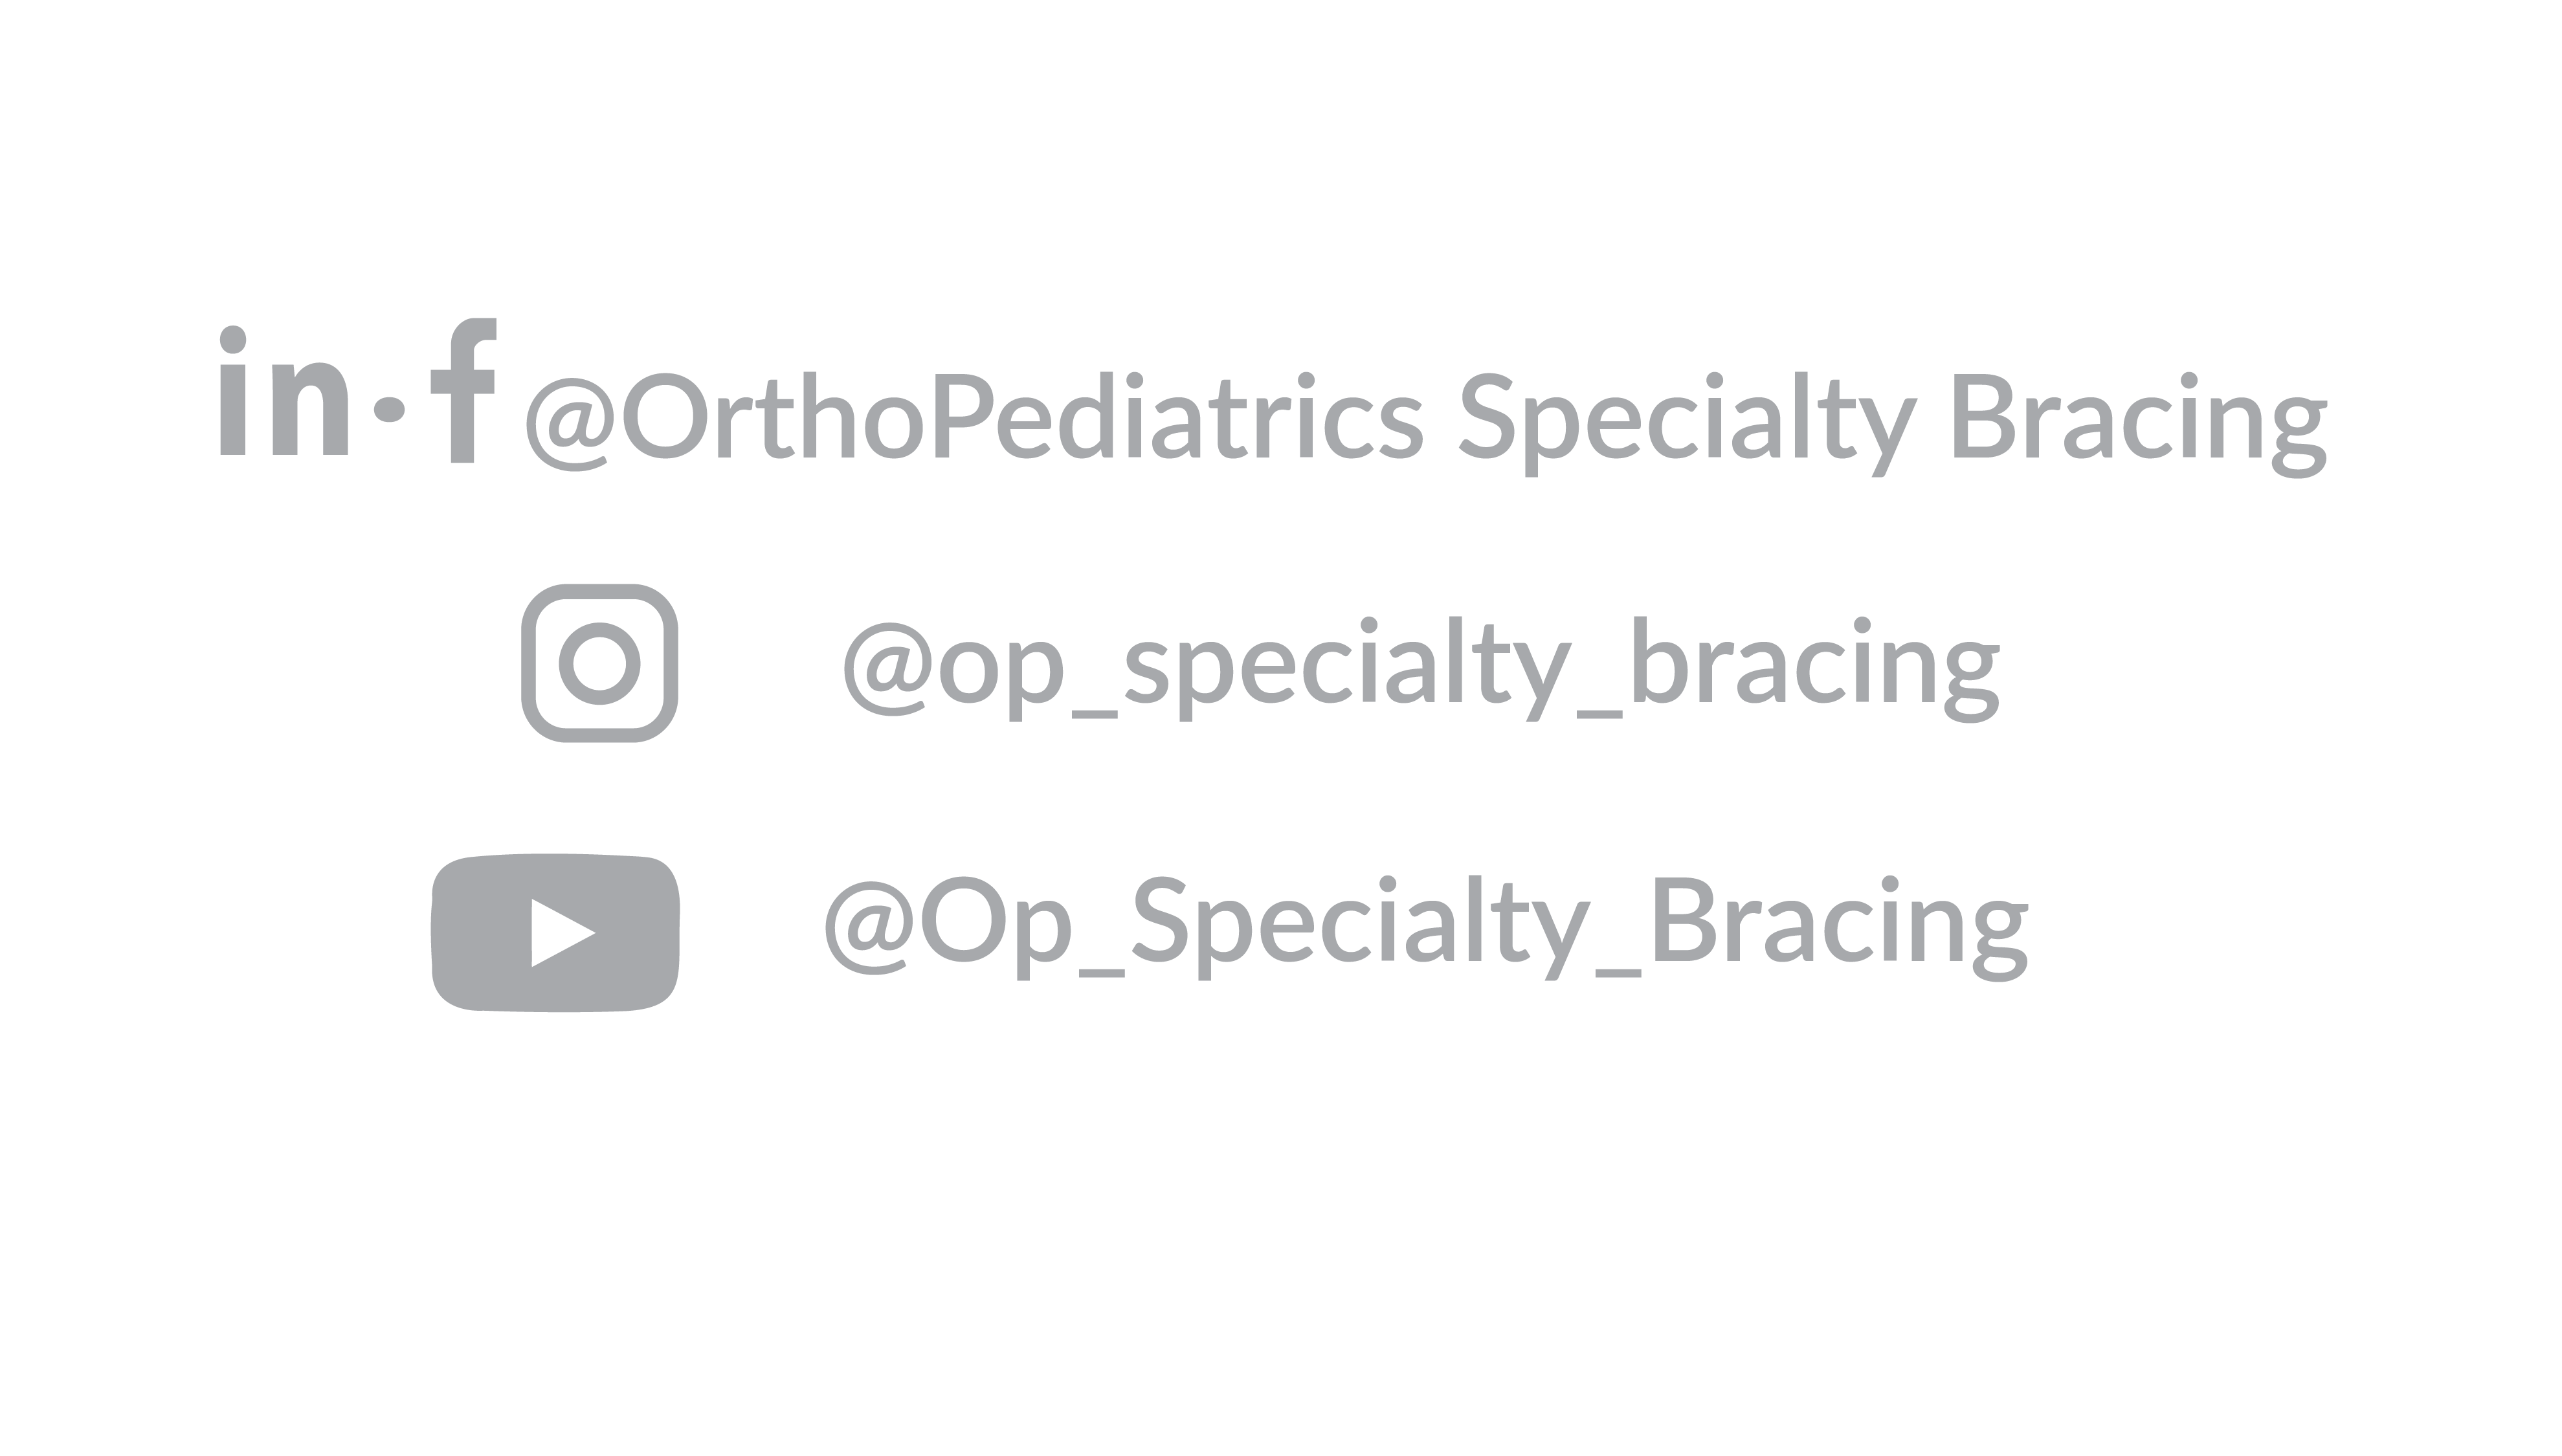 in·f @OrthoPediatrics Specialty Bracing
@op_specialty_bracing
@Op_Specialty_Bracing